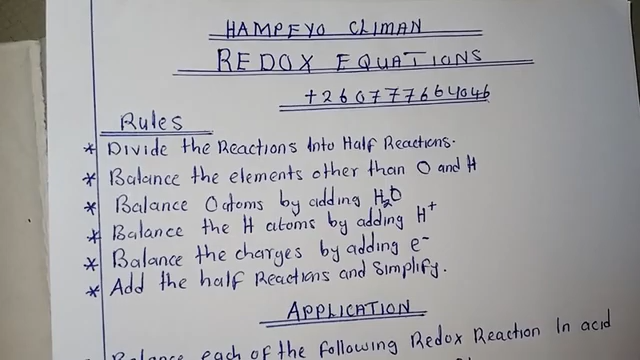 HAMPEYO CLIMAN
REDOX EQUATIONS
+260777664046
Rules
* Divide the Reactions Into Half Reactions.
* Balance the elements other than O and H
* Balance O atoms by adding H₂O
* Balance the H atoms by adding H⁺
* Balance the charges by adding e⁻
* Add the half Reactions and Simplify.
APPLICATION
Balance each of the following Redox Reaction In acid